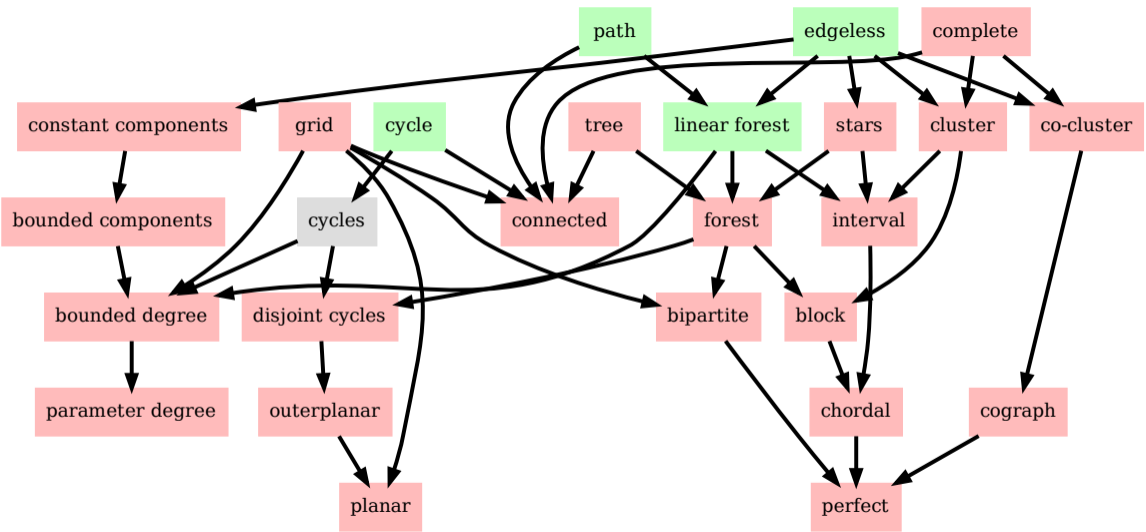 path
edgeless
complete
constant components
grid
cycle
tree
linear forest
stars
cluster
co-cluster
bounded components
cycles
connected
forest
interval
bounded degree
disjoint cycles
bipartite
block
parameter degree
outerplanar
chordal
cograph
planar
perfect